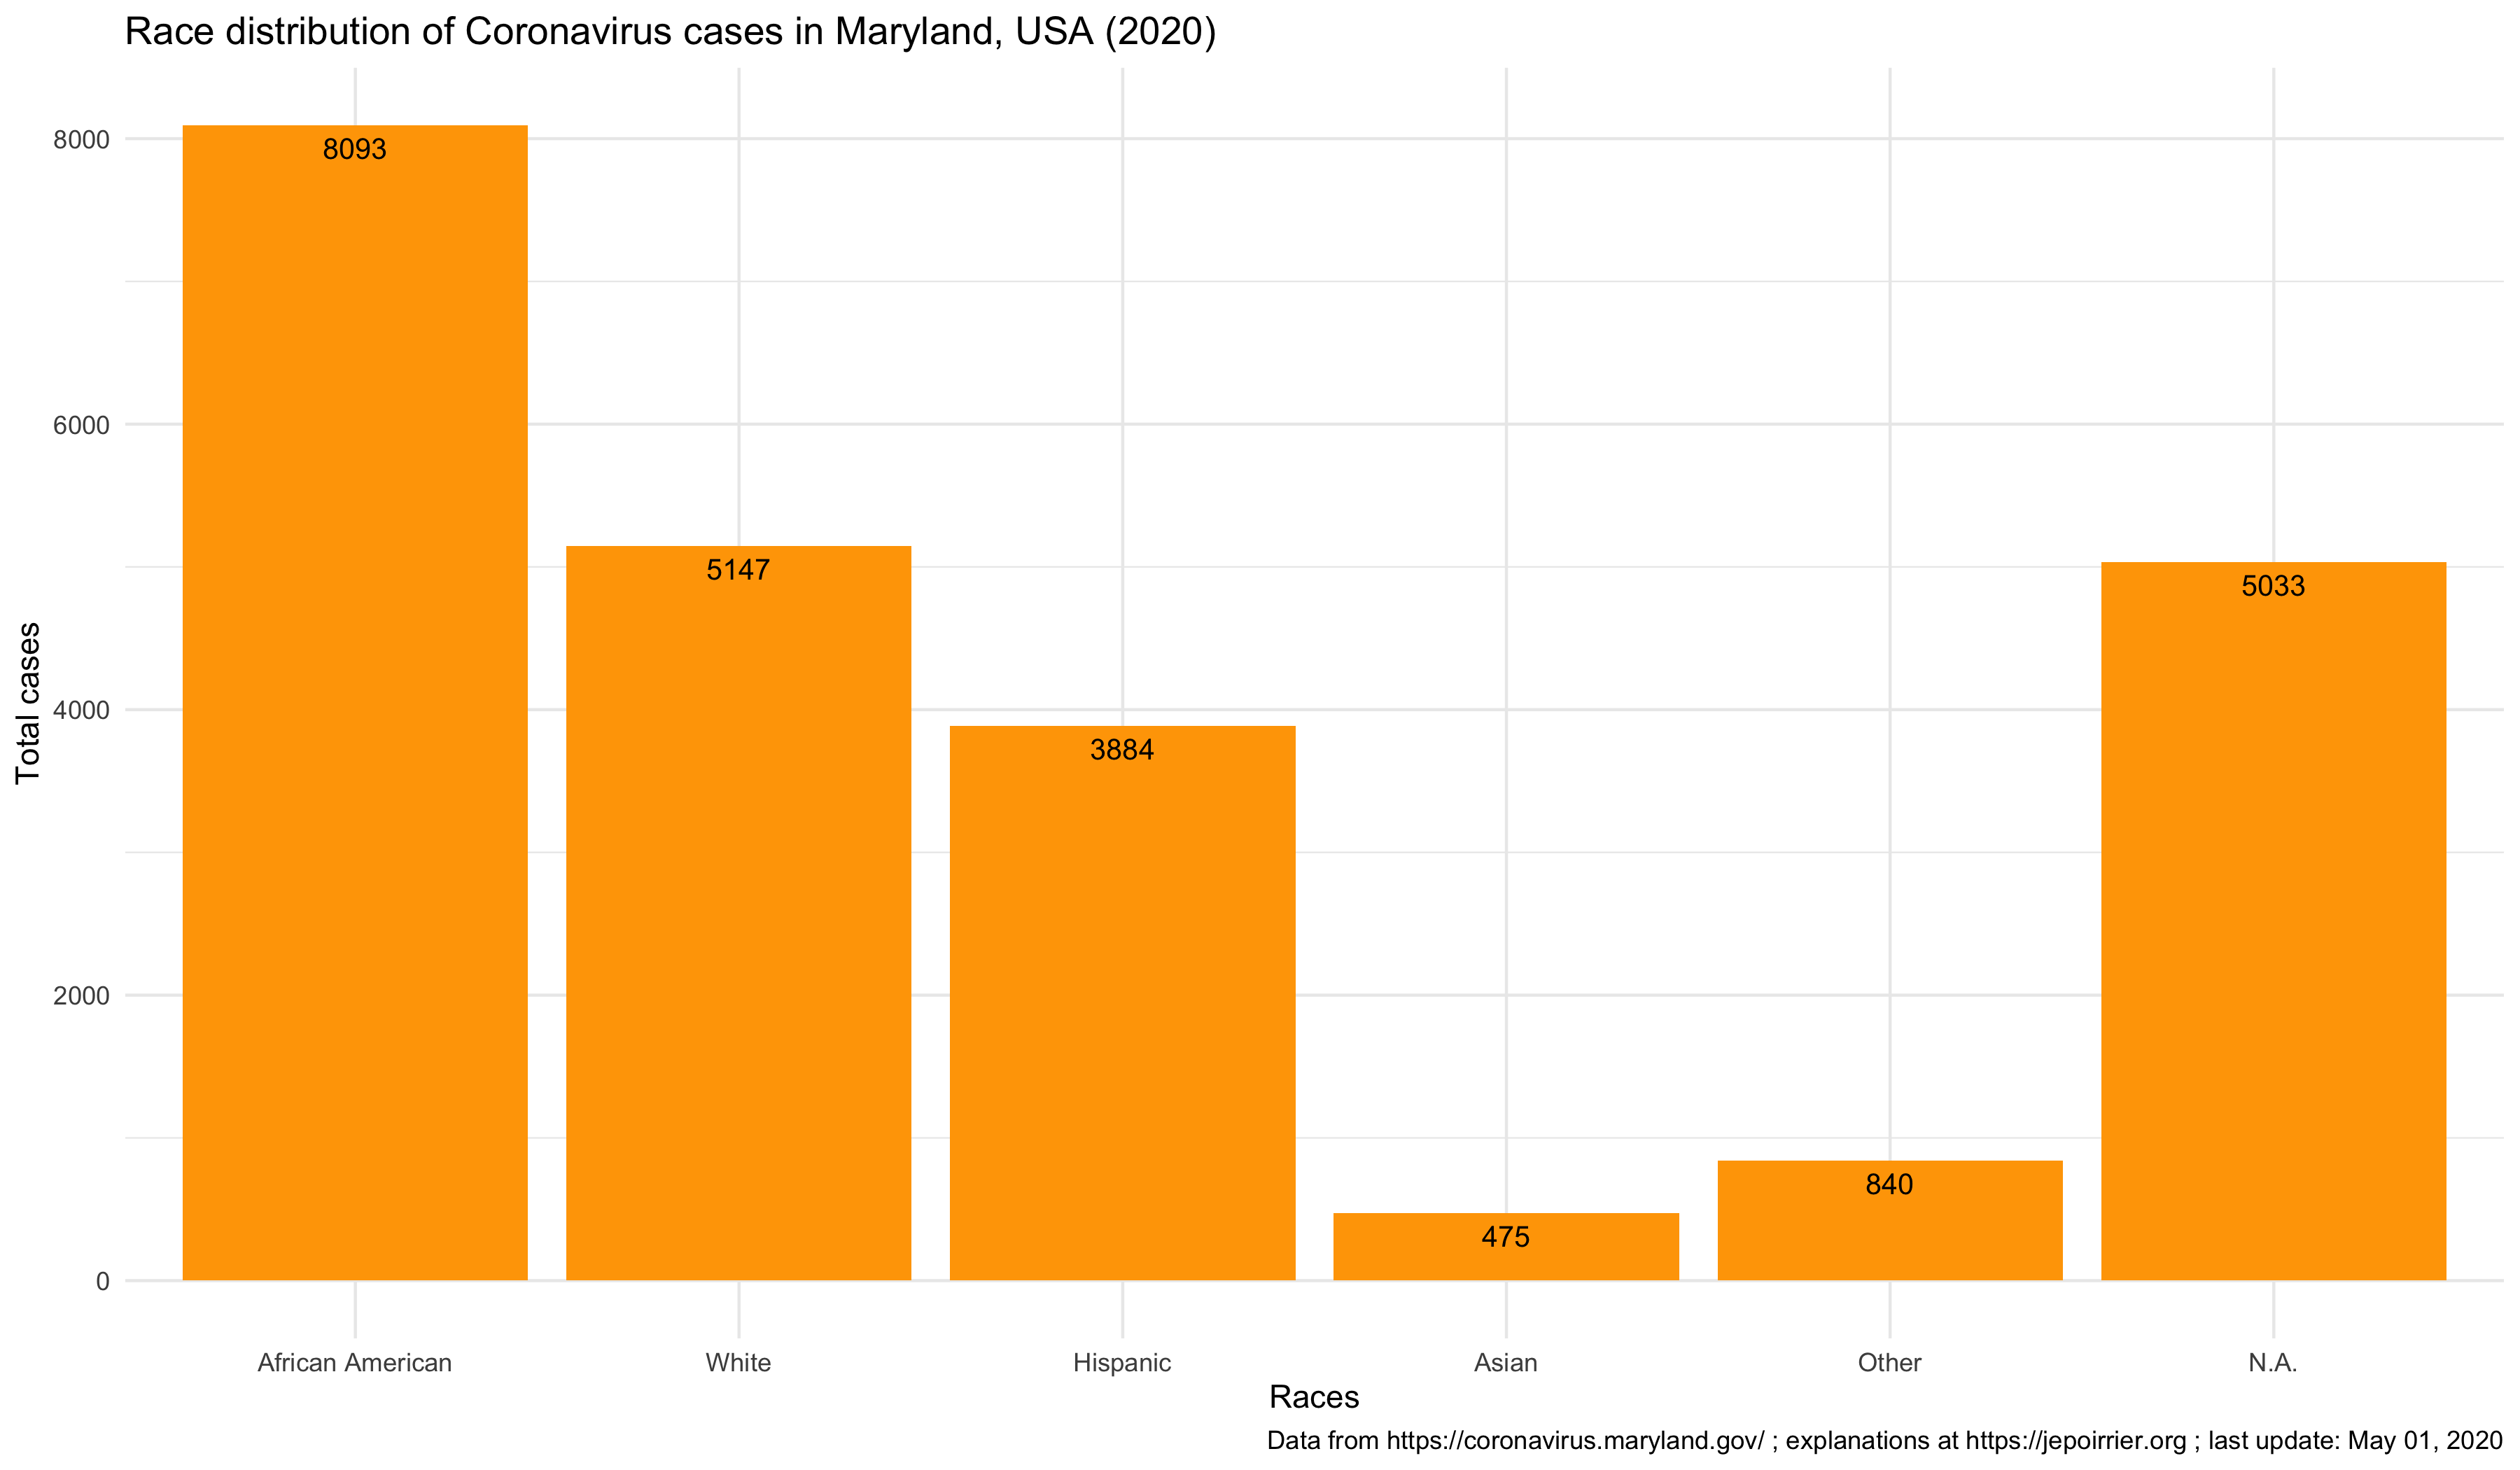 Race distribution of Coronavirus cases in Maryland, USA (2020)
Total cases
8000
6000
4000
2000
0
8093
5147
3884
475
840
5033
African American
White
Hispanic
Asian
Other
N.A.
Races
Data from https://coronavirus.maryland.gov/ ; explanations at https://jepoirrier.org ; last update: May 01, 2020